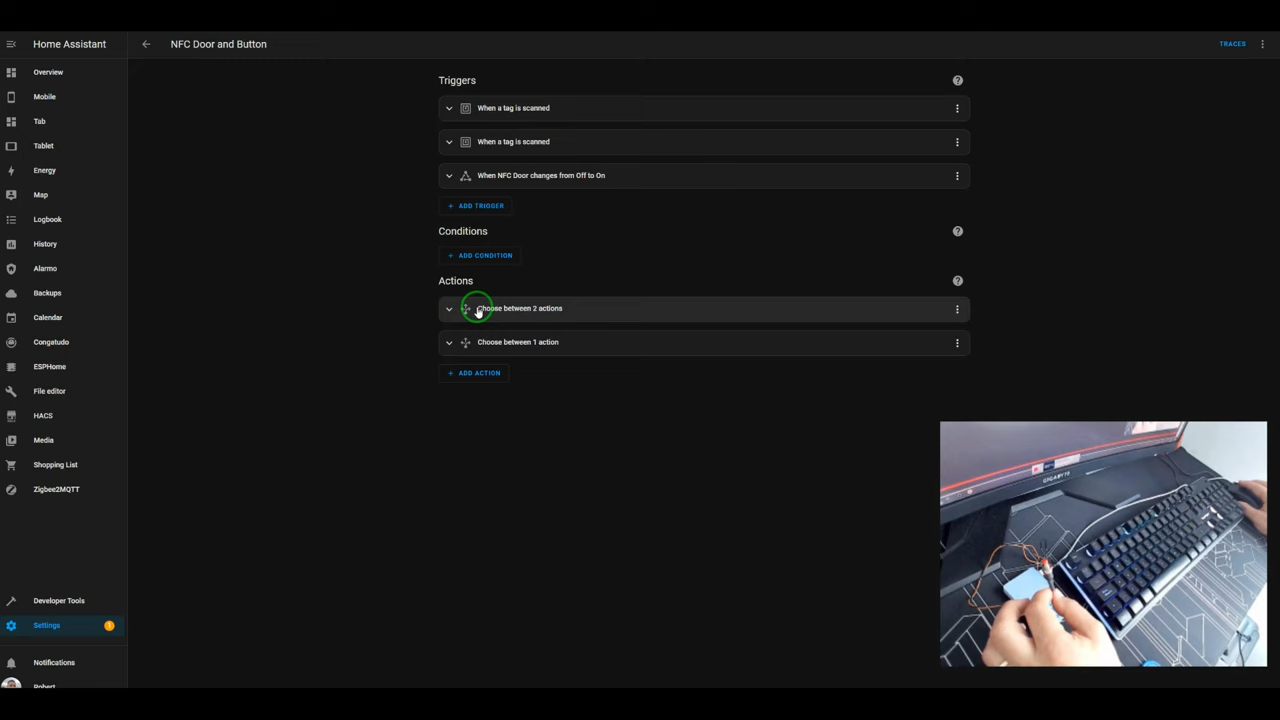 Home Assistant
NFC Door and Button
TRACES
Overview
Mobile
Tab
Tablet
Energy
Map
Logbook
History
Alarmo
Backups
Calendar
Congatudo
ESPHome
File editor
HACS
Media
Shopping List
Zigbee2MQTT
Developer Tools
Settings
1
Notifications
Robert
Triggers
When a tag is scanned
When a tag is scanned
When NFC Door changes from Off to On
+ ADD TRIGGER
Conditions
+ ADD CONDITION
Actions
Choose between 2 actions
Choose between 1 action
+ ADD ACTION
GIGABYTE